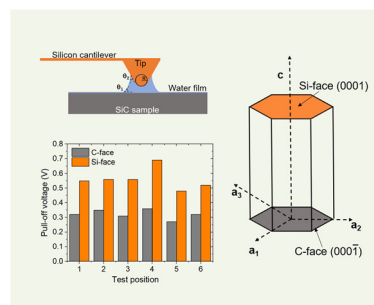 Silicon cantilever
Tip
θ₂
R
θ₁
Water film
SiC sample
C-face
Si-face
Pull-off voltage (V)
0.8
0.7
0.6
0.5
0.4
0.3
0.2
0.1
0.0
1 2 3 4 5 6
Test position
c
Si-face (0001)
a₃
a₂
a₁
C-face (0001̅)